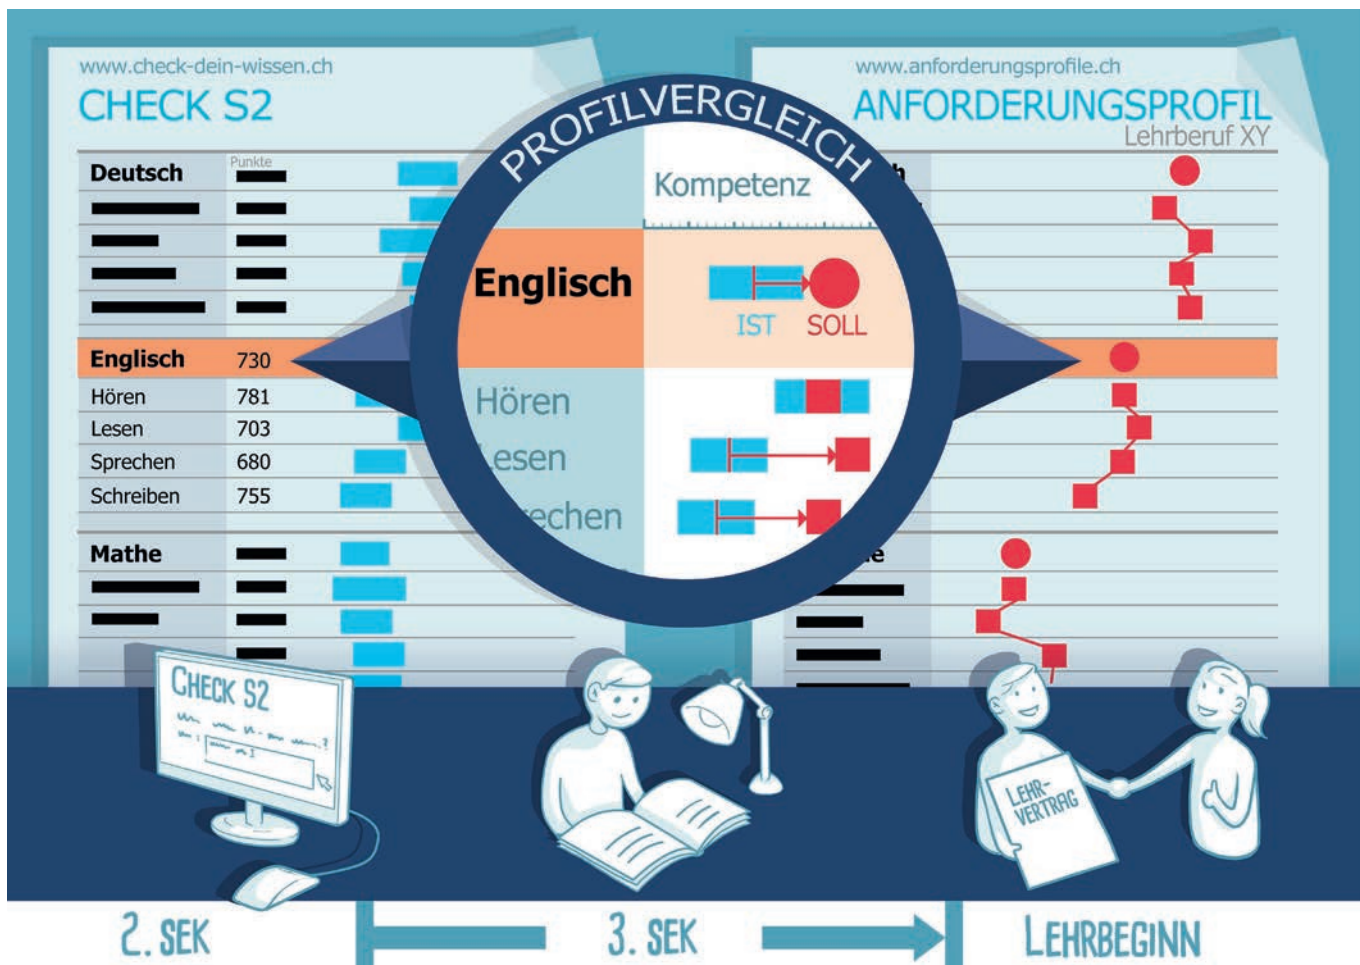 www.check-dein-wissen.ch
CHECK S2
Punkte
Deutsch
Englisch 730
Hören 781
Lesen 703
Sprechen 680
Schreiben 755
Mathe
PROFILVERGLEICH
Kompetenz
Englisch
IST SOLL
Hören
Lesen
rechen
www.anforderungsprofile.ch
ANFORDERUNGSPROFIL
Lehrberuf XY
h
e
CHECK S2
LEHR-
VERTRAG
2. SEK
3. SEK
LEHRBEGINN